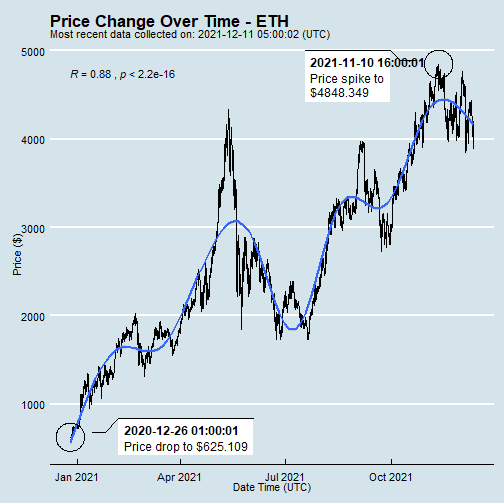 Price Change Over Time - ETH
Most recent data collected on: 2021-12-11 05:00:02 (UTC)
5000
2021-11-10 16:00:01
R = 0.88 , p < 2.2e-16
Price spike to
$4848.349
4000
3000
Price ($)
2000
1000
2020-12-26 01:00:01
Price drop to $625.109
Jan 2021
Apr 2021
Jul 2021
Oct 2021
Date Time (UTC)